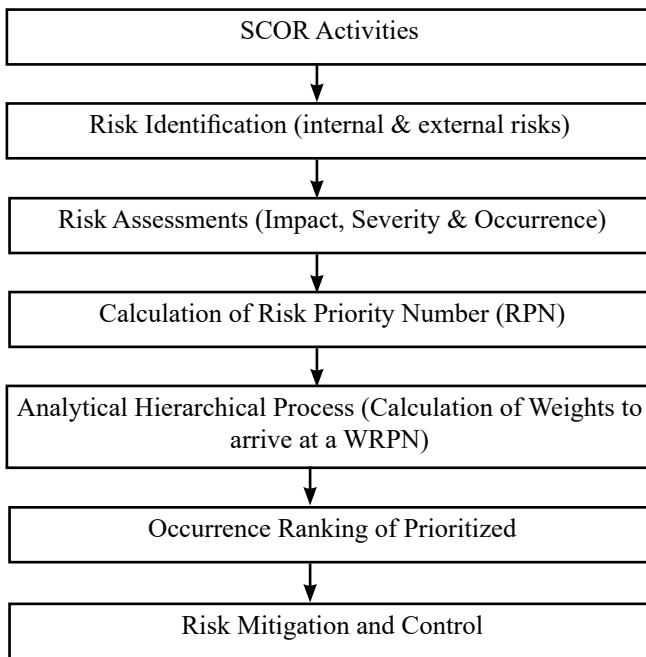 SCOR Activities
Risk Identification (internal & external risks)
Risk Assessments (Impact, Severity & Occurrence)
Calculation of Risk Priority Number (RPN)
Analytical Hierarchical Process (Calculation of Weights to
arrive at a WRPN)
Occurrence Ranking of Prioritized
Risk Mitigation and Control